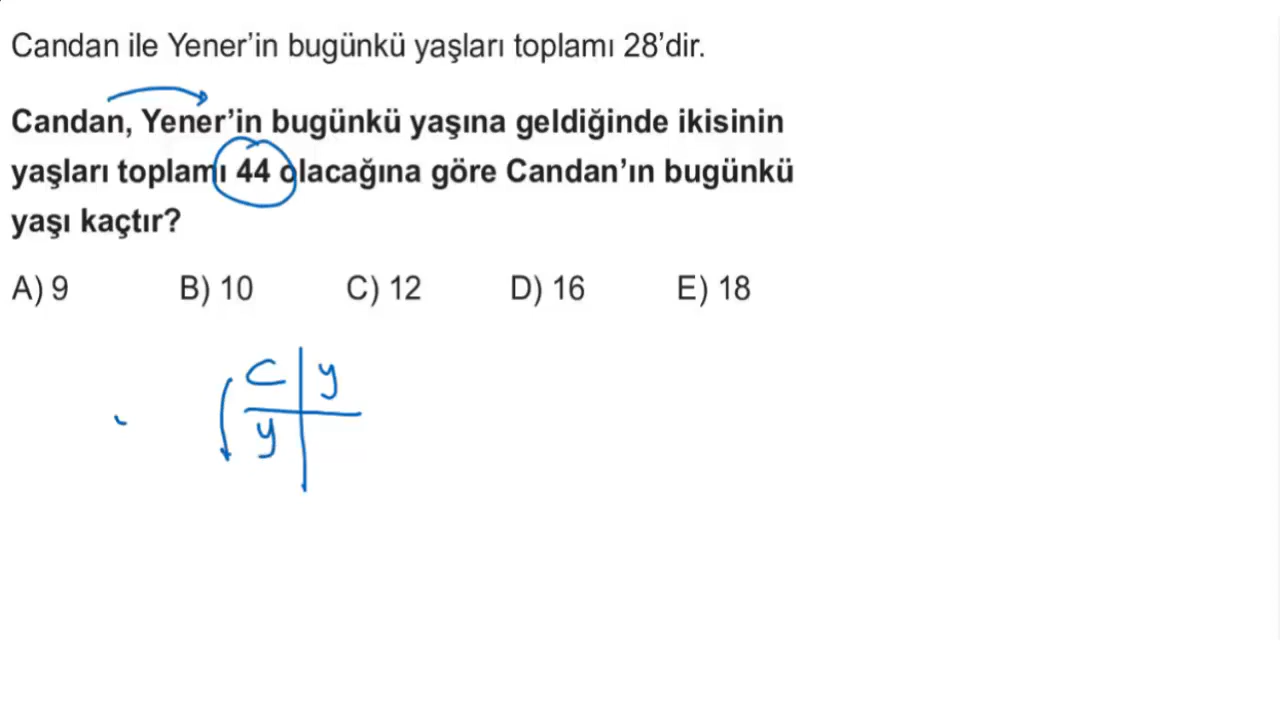 Candan ile Yener’in bugünkü yaşları toplamı 28’dir.
Candan, Yener’in bugünkü yaşına geldiğinde ikisinin
yaşları toplamı 44 olacağına göre Candan’ın bugünkü
yaşı kaçtır?
A) 9 B) 10 C) 12 D) 16 E) 18
C y
y